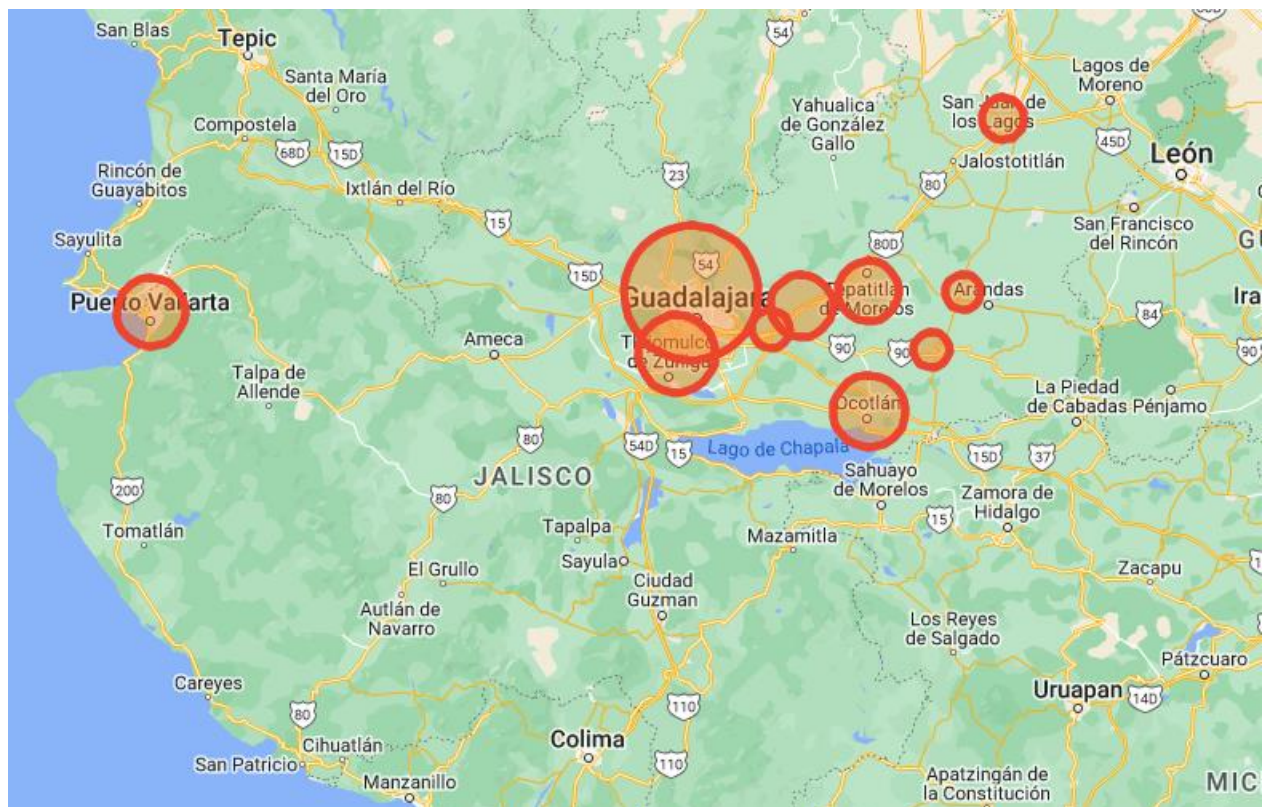 San Blas
Tepic
Santa María
del Oro
Compostela
68D
15D
Rincón de
Guayabitos
Ixtlán del Río
Sayulita
15
23
54
Yahualica
de González
Gallo
San Juan de
los Lagos
Lagos de
Moreno
Jalostotitlán
45D
León
80
San Francisco
del Rincón
80D
15D
54
Puerto Vallarta
Guadalajara
Tepatitlán
de Morelos
Arandas
Ira
84
Ameca
de Zúñig
90
90
90
Talpa de
Allende
Ocotlán
La Piedad
de Cabadas
Pénjamo
80
54D
15
Lago de Chapala
15D
37
JALISCO
Sahuayo
de Morelos
80
200
Zamora de
Hidalgo
15
Tomatlán
Tapalpa
Mazamitla
Sayula
El Grullo
Ciudad
Guzman
Zacapu
Autlán de
Navarro
Los Reyes
de Salgado
Pátzcuaro
Careyes
Uruapan
14D
80
110
Colima
Cihuatlán
San Patricio
110
Manzanillo
Apatzingán de
la Constitución
MIC